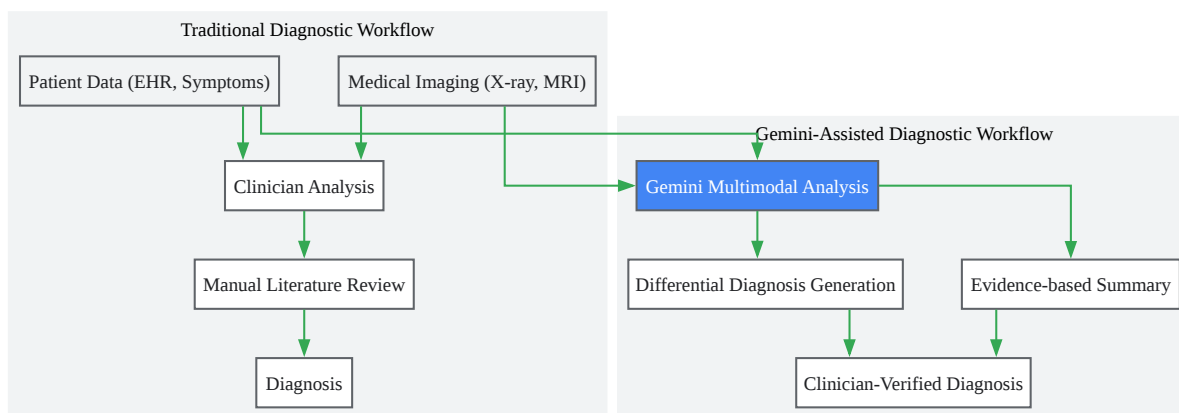 Traditional Diagnostic Workflow
Patient Data (EHR, Symptoms)
Medical Imaging (X-ray, MRI)
Clinician Analysis
Manual Literature Review
Diagnosis
Gemini-Assisted Diagnostic Workflow
Gemini Multimodal Analysis
Differential Diagnosis Generation
Evidence-based Summary
Clinician-Verified Diagnosis